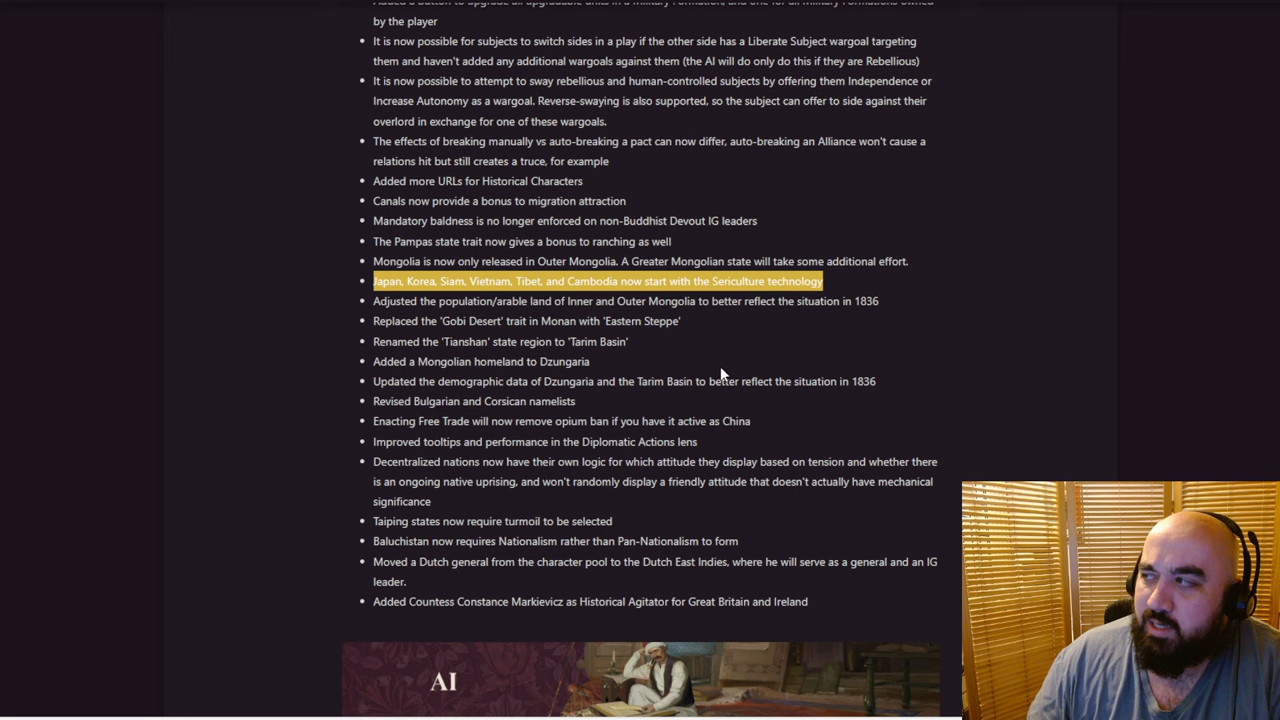 Added a button to upgrade all upgradable units in a Military Formation, and one for all Military Formations owned
by the player
It is now possible for subjects to switch sides in a play if the other side has a Liberate Subject wargoal targeting
them and haven't added any additional wargoals against them (the AI will do only do this if they are Rebellious)
It is now possible to attempt to sway rebellious and human-controlled subjects by offering them Independence or
Increase Autonomy as a wargoal. Reverse-swaying is also supported, so the subject can offer to side against their
overlord in exchange for one of these wargoals.
The effects of breaking manually vs auto-breaking a pact can now differ, auto-breaking an Alliance won't cause a
relations hit but still creates a truce, for example
Added more URLs for Historical Characters
Canals now provide a bonus to migration attraction
Mandatory baldness is no longer enforced on non-Buddhist Devout IG leaders
The Pampas state trait now gives a bonus to ranching as well
Mongolia is now only released in Outer Mongolia. A Greater Mongolian state will take some additional effort.
Japan, Korea, Siam, Vietnam, Tibet, and Cambodia now start with the Sericulture technology
Adjusted the population/arable land of Inner and Outer Mongolia to better reflect the situation in 1836
Replaced the 'Gobi Desert' trait in Monan with 'Eastern Steppe'
Renamed the 'Tianshan' state region to 'Tarim Basin'
Added a Mongolian homeland to Dzungaria
Updated the demographic data of Dzungaria and the Tarim Basin to better reflect the situation in 1836
Revised Bulgarian and Corsican namelists
Enacting Free Trade will now remove opium ban if you have it active as China
Improved tooltips and performance in the Diplomatic Actions lens
Decentralized nations now have their own logic for which attitude they display based on tension and whether there
is an ongoing native uprising, and won't randomly display a friendly attitude that doesn't actually have mechanical
significance
Taiping states now require turmoil to be selected
Baluchistan now requires Nationalism rather than Pan-Nationalism to form
Moved a Dutch general from the character pool to the Dutch East Indies, where he will serve as a general and an IG
leader.
Added Countess Constance Markievicz as Historical Agitator for Great Britain and Ireland
AI